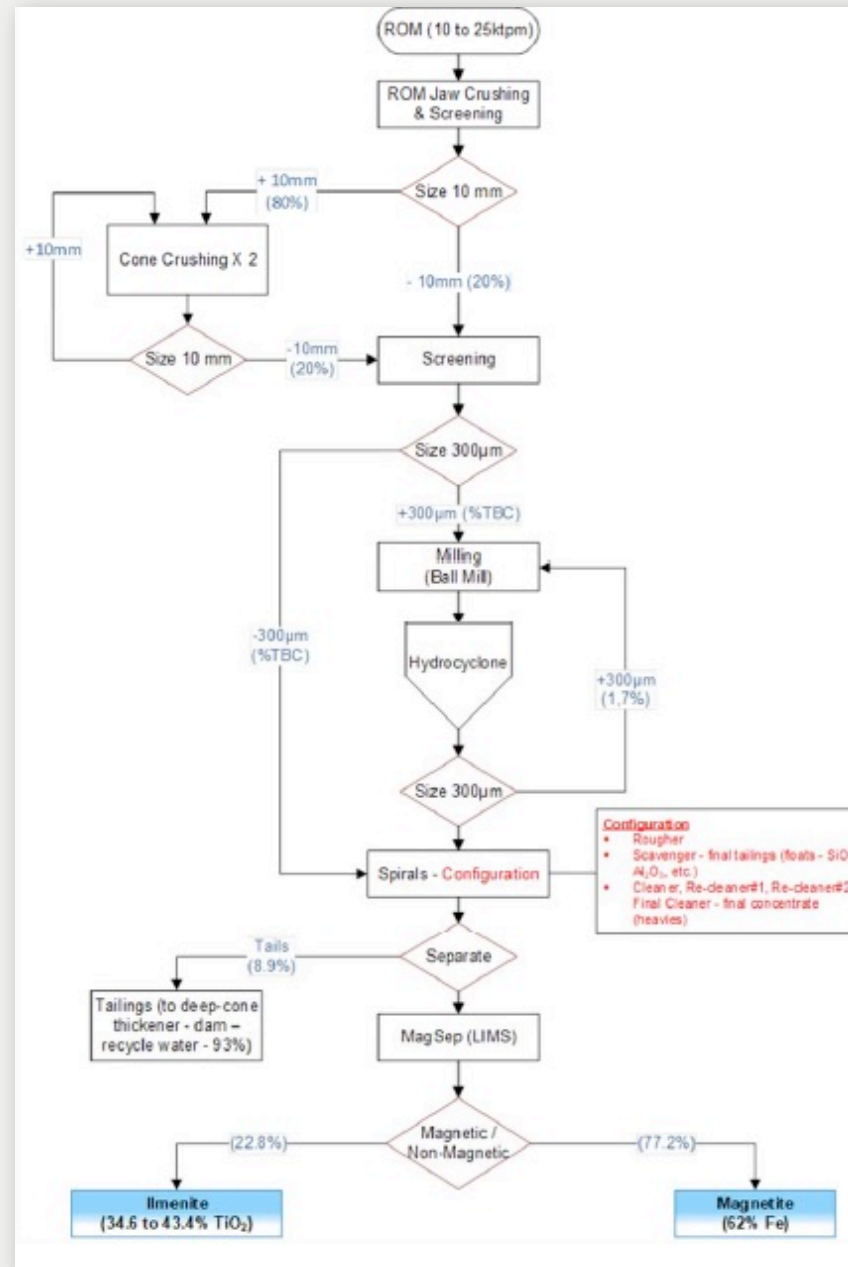 ROM (10 to 25ktpm)
ROM Jaw Crushing
& Screening
Size 10 mm
+ 10mm
(80%)
+10mm
Cone Crushing X 2
- 10mm (20%)
Size 10 mm
-10mm
(20%)
Screening
Size 300µm
+300µm (%TBC)
Milling
(Ball Mill)
-300µm
(%TBC)
Hydrocyclone
+300µm
(1,7%)
Size 300µm
Configuration
• Rougher
• Scavenger - final tailings (floats - SiO
Al₂O₃, etc.)
• Cleaner, Re-cleaner#1, Re-cleaner#2
Final Cleaner - final concentrate
(heavies)
Spirals - Configuration
Tails
(8.9%)
Separate
Tailings (to deep-cone
thickener - dam –
recycle water - 93%)
MagSep (LIMS)
Magnetic /
Non-Magnetic
(22.8%)
(77.2%)
Ilmenite
(34.6 to 43.4% TiO₂)
Magnetite
(62% Fe)